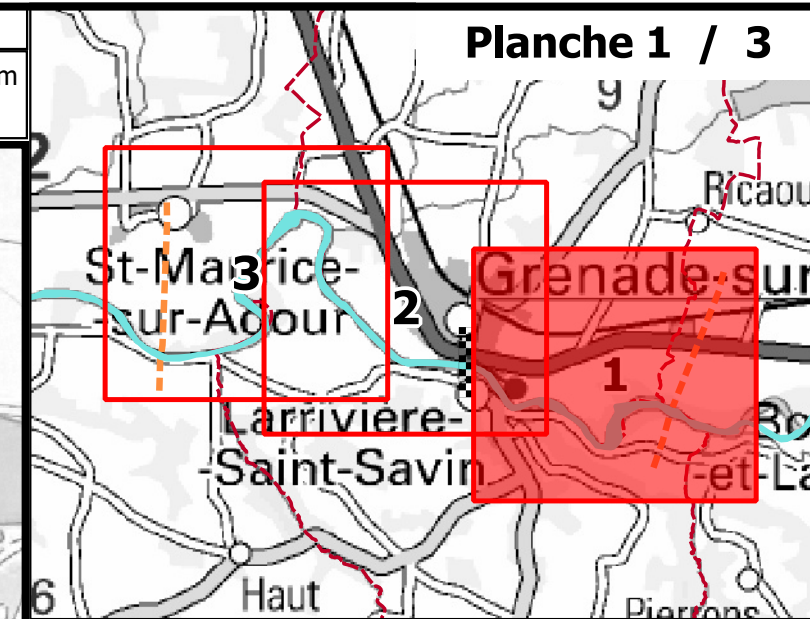 Planche 1 / 3
m
9
2
Ricaou
St-Maurice-
-sur-Adour
3
2
Grenade-sur
1
Larrivière-
-Saint-Savin
-et-La
6
Haut
Pierrons